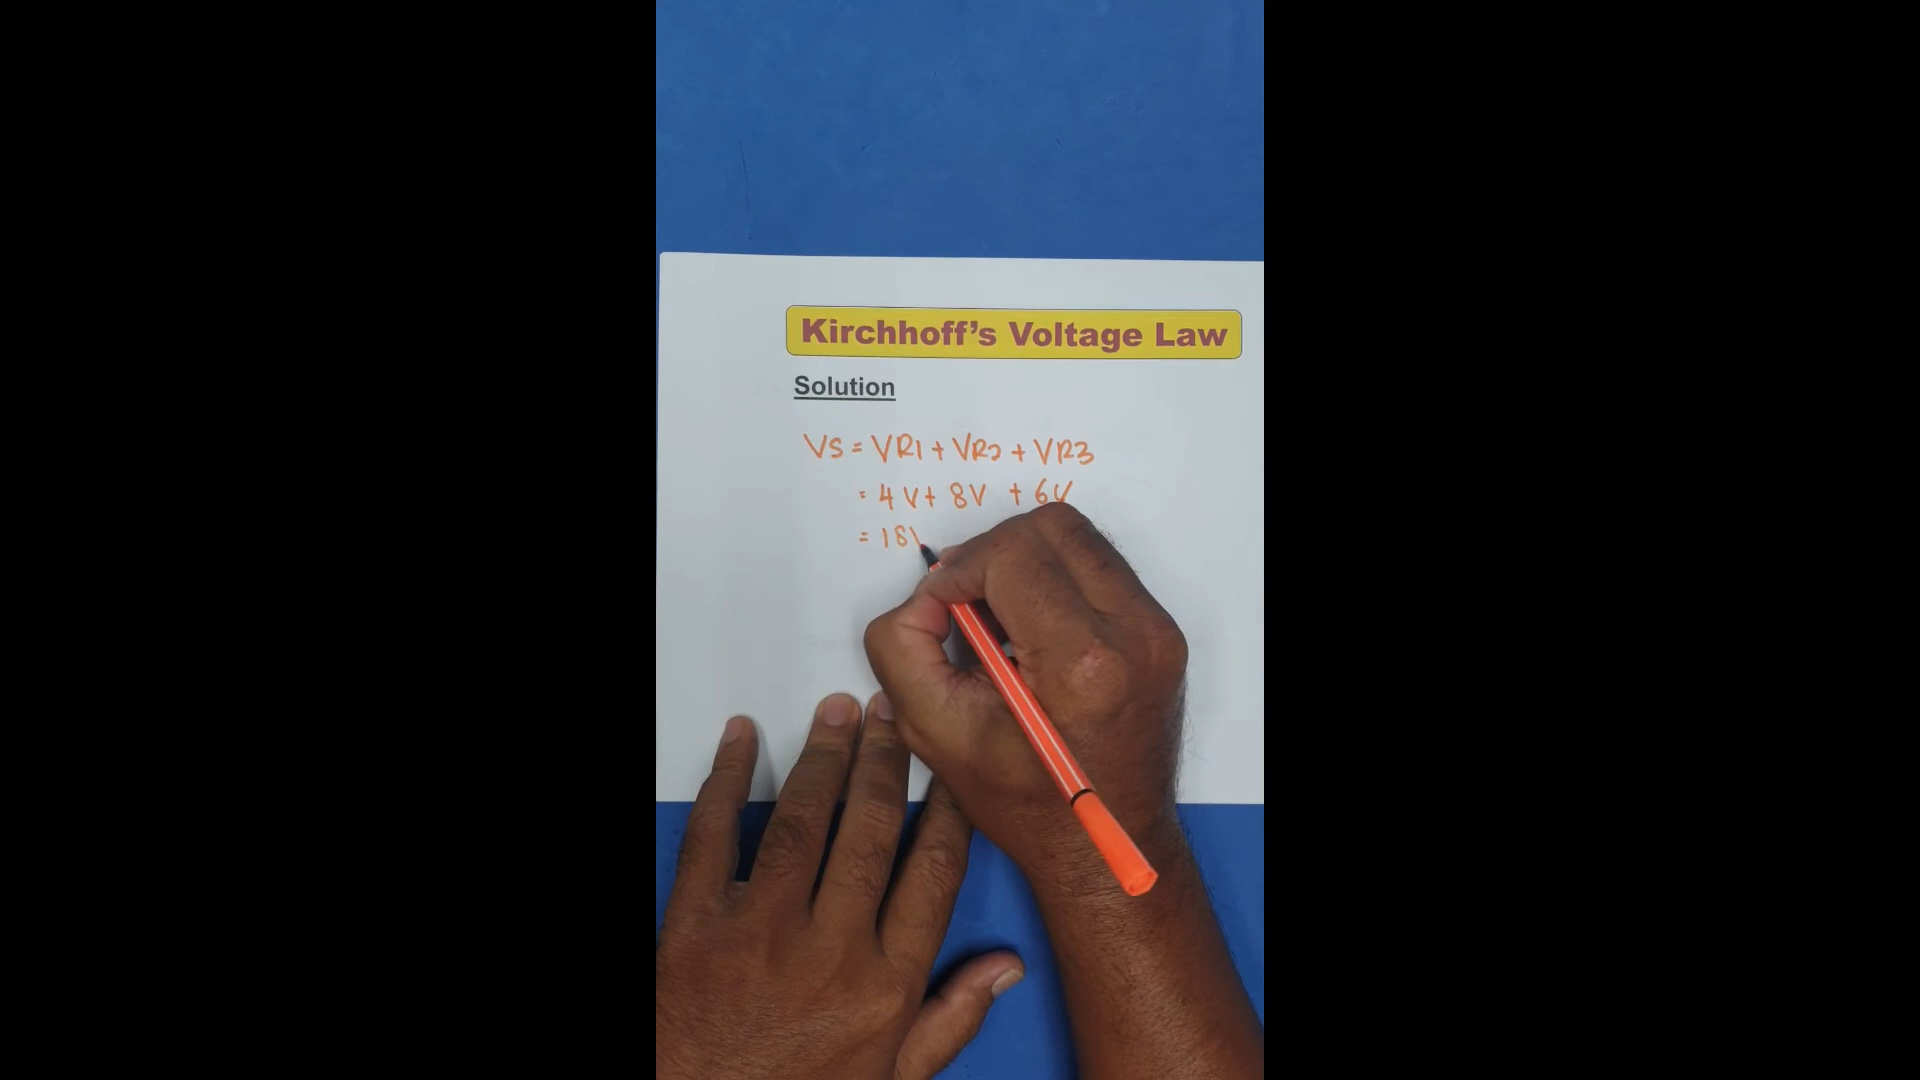 Kirchhoff's Voltage Law
Solution
VS = VR1 + VR2 + VR3
= 4V + 8V + 6V
= 18V